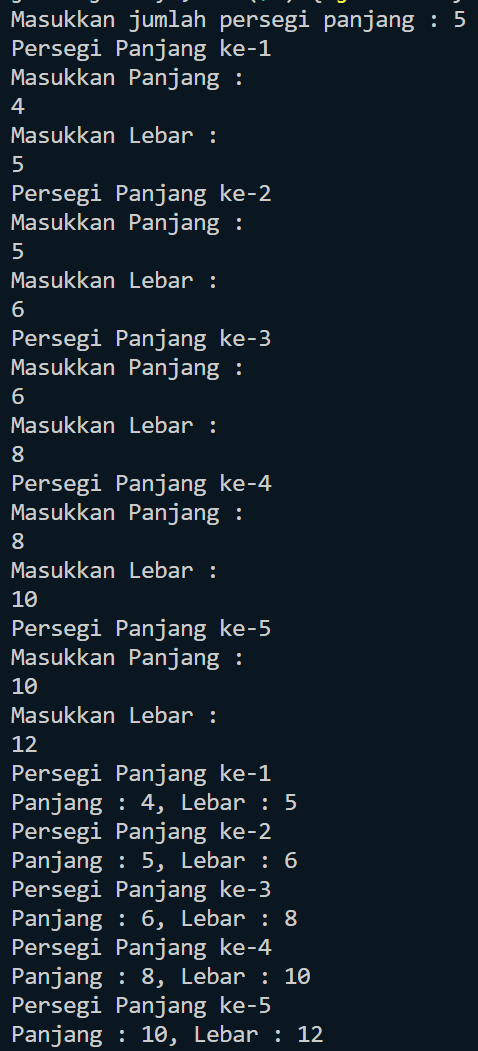 Masukkan jumlah persegi panjang : 5
Persegi Panjang ke-1
Masukkan Panjang :
4
Masukkan Lebar :
5
Persegi Panjang ke-2
Masukkan Panjang :
5
Masukkan Lebar :
6
Persegi Panjang ke-3
Masukkan Panjang :
6
Masukkan Lebar :
8
Persegi Panjang ke-4
Masukkan Panjang :
8
Masukkan Lebar :
10
Persegi Panjang ke-5
Masukkan Panjang :
10
Masukkan Lebar :
12
Persegi Panjang ke-1
Panjang : 4, Lebar : 5
Persegi Panjang ke-2
Panjang : 5, Lebar : 6
Persegi Panjang ke-3
Panjang : 6, Lebar : 8
Persegi Panjang ke-4
Panjang : 8, Lebar : 10
Persegi Panjang ke-5
Panjang : 10, Lebar : 12